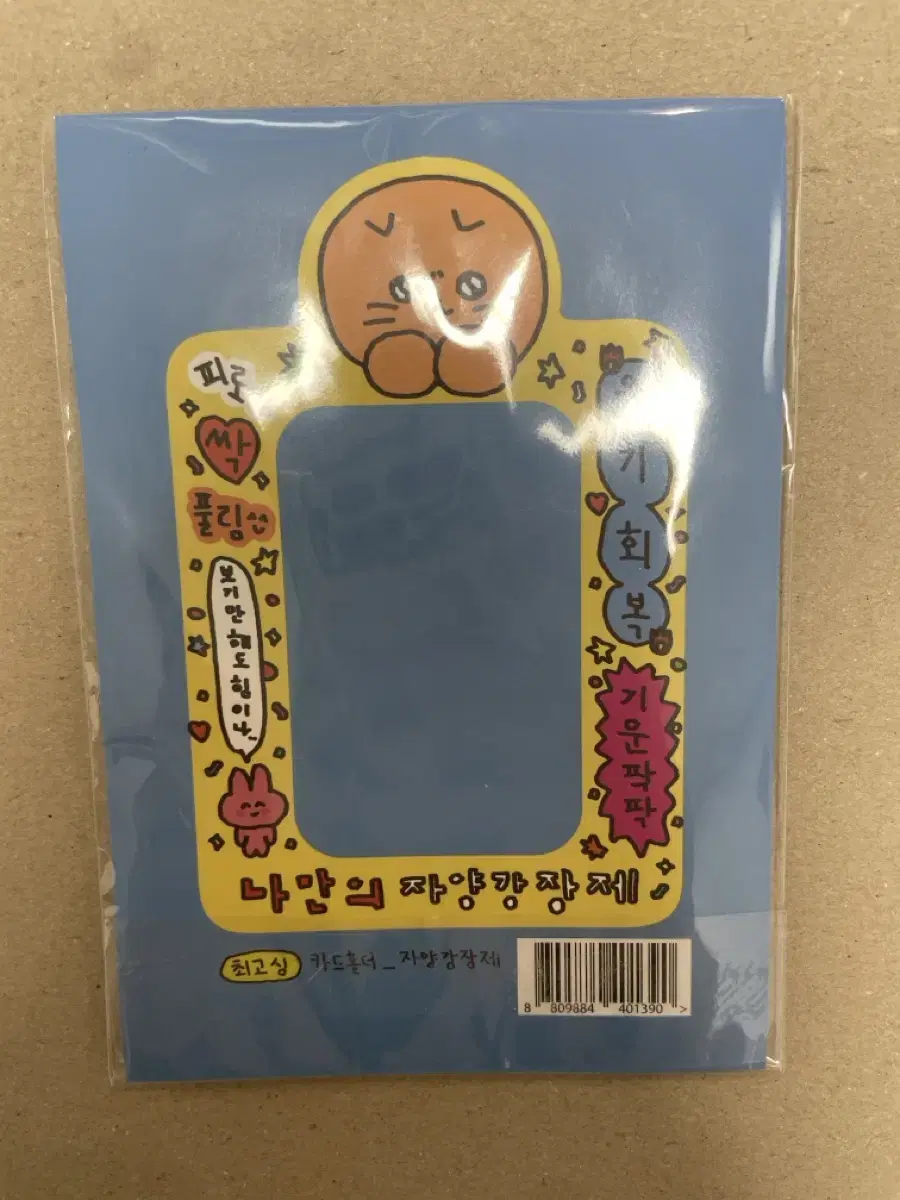 피로
싹
풀림^^
보기만 해도 힘이 나_
기
회
복
기운팍팍
나만의 자양강장제
최고심 카드홀더_자양강장제
8 809884 401390 >